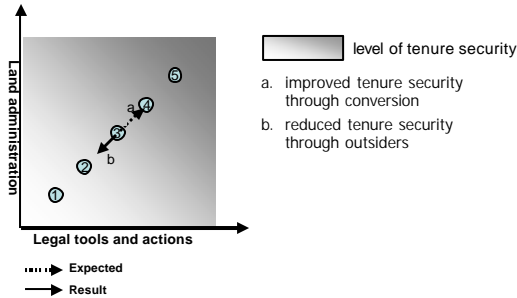 Land administration
5
4
a
3
b
2
1
Legal tools and actions
Expected
Result
level of tenure security
a. improved tenure security
through conversion
b. reduced tenure security
through outsiders